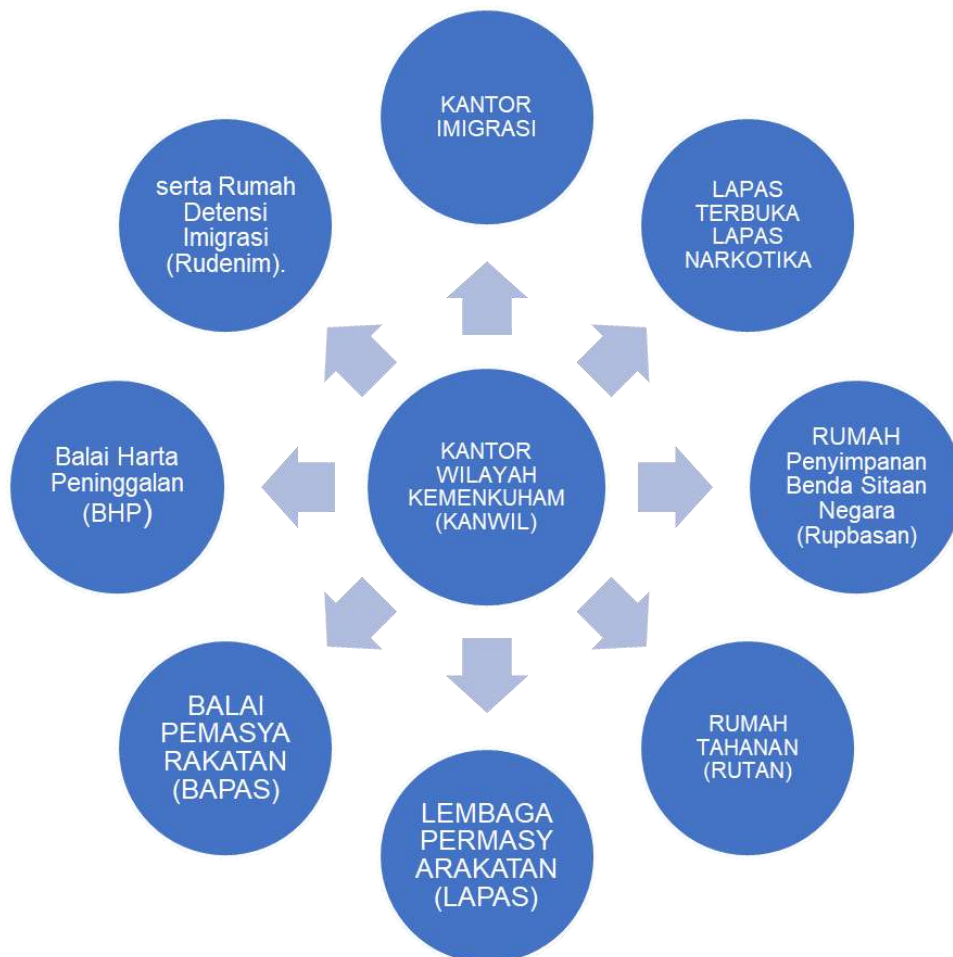 KANTOR
IMIGRASI
serta Rumah
Detensi
Imigrasi
(Rudenim).
LAPAS
TERBUKA
LAPAS
NARKOTIKA
Balai Harta
Peninggalan
(BHP)
KANTOR
WILAYAH
KEMENKUHAM
(KANWIL)
RUMAH
Penyimpanan
Benda Sitaan
Negara
(Rupbasan)
BALAI
PEMASYA
RAKATAN
(BAPAS)
LEMBAGA
PERMASY
ARAKATAN
(LAPAS)
RUMAH
TAHANAN
(RUTAN)